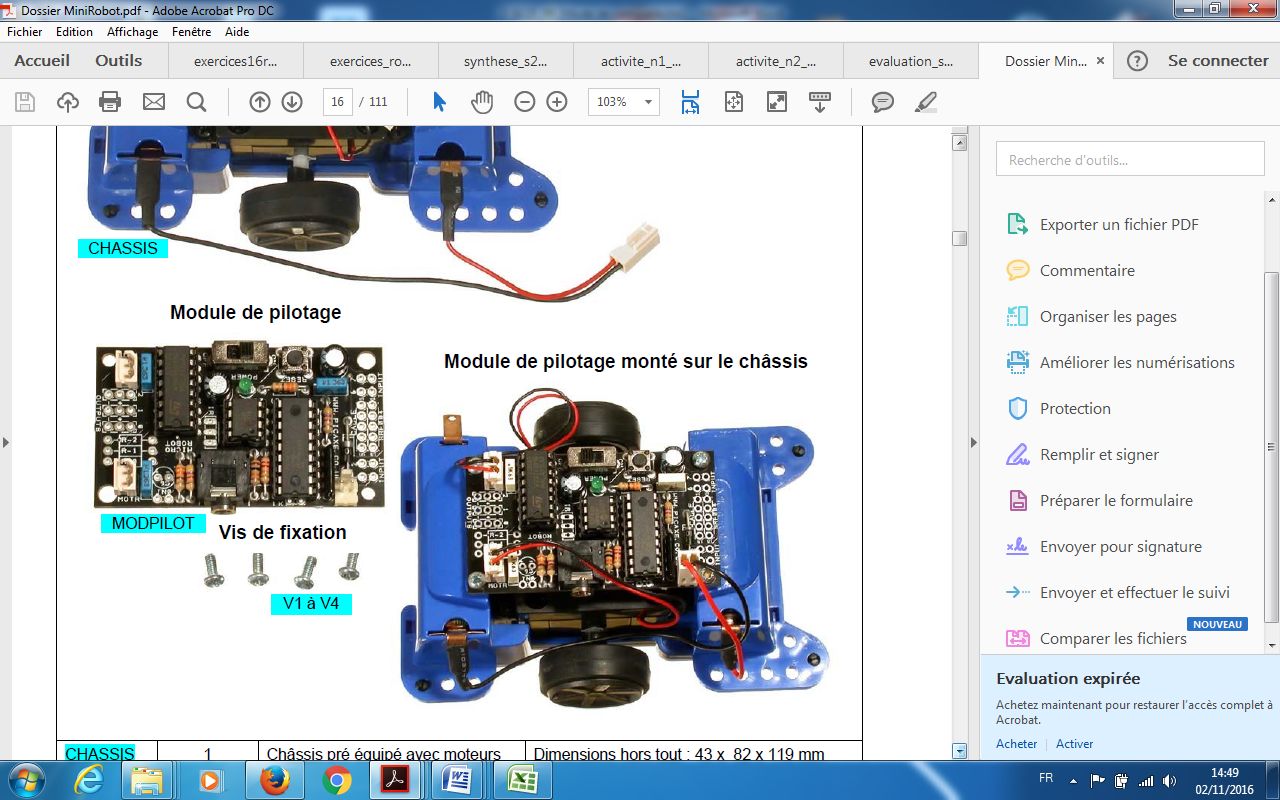 Dossier MiniRobot.pdf - Adobe Acrobat Pro DC
Fichier Edition Affichage Fenêtre Aide
Accueil Outils exercices16r... exercices_ro... synthese_s2... activite_n1_... activite_n2_... evaluation_s... Dossier Min... × ? Se connecter
16 / 111 103%
CHASSIS
Module de pilotage
MODPILOT
Vis de fixation
V1 à V4
Module de pilotage monté sur le châssis
CHASSIS 1 Châssis pré équipé avec moteurs Dimensions hors tout : 43 x 82 x 119 mm
Recherche d'outils...
Exporter un fichier PDF
Commentaire
Organiser les pages
Améliorer les numérisations
Protection
Remplir et signer
Préparer le formulaire
Envoyer pour signature
Envoyer et effectuer le suivi
NOUVEAU
Comparer les fichiers
Evaluation expirée
Achetez maintenant pour restaurer l'accès complet à
Acrobat.
Acheter | Activer
FR 14:49
02/11/2016